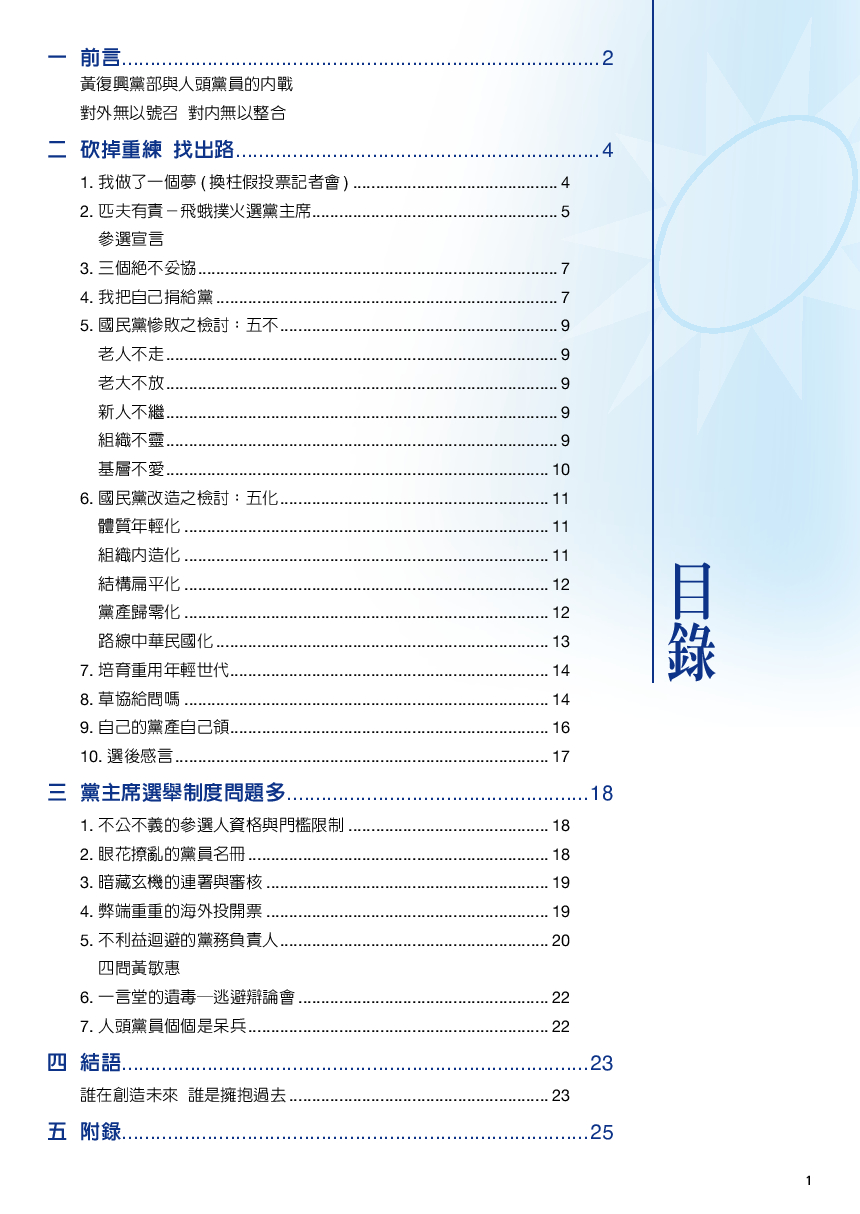 目錄
一 前言……………………………………………………………………2
黃復興黨部與人頭黨員的內戰
對外無以號召 對內無以整合
二 砍掉重練 找出路……………………………………………………4
1. 我做了一個夢 ( 換柱假投票記者會 ) ............................................. 4
2. 匹夫有責－飛蛾撲火選黨主席...................................................... 5
參選宣言
3. 三個絕不妥協............................................................................... 7
4. 我把自己捐給黨 ........................................................................... 7
5. 國民黨慘敗之檢討：五不............................................................. 9
老人不走...................................................................................... 9
老大不放...................................................................................... 9
新人不繼...................................................................................... 9
組織不靈...................................................................................... 9
基層不愛.................................................................................... 10
6. 國民黨改造之檢討：五化........................................................... 11
體質年輕化 ................................................................................ 11
組織內造化 ................................................................................ 11
結構扁平化 ................................................................................ 12
黨產歸零化 ................................................................................ 12
路線中華民國化 ......................................................................... 13
7. 培育重用年輕世代...................................................................... 14
8. 草協給問嗎 ................................................................................ 14
9. 自己的黨產自己領...................................................................... 16
10. 選後感言.................................................................................. 17
三 黨主席選舉制度問題多……………………………………………18
1. 不公不義的參選人資格與門檻限制 ............................................ 18
2. 眼花撩亂的黨員名冊.................................................................. 18
3. 暗藏玄機的連署與審核 .............................................................. 19
4. 弊端重重的海外投開票 .............................................................. 19
5. 不利益迴避的黨務負責人........................................................... 20
四問黃敏惠
6. 一言堂的遺毒─逃避辯論會 ....................................................... 22
7. 人頭黨員個個是呆兵.................................................................. 22
四 結語……………………………………………………………………23
誰在創造未來 誰是擁抱過去 ......................................................... 23
五 附錄……………………………………………………………………25
1